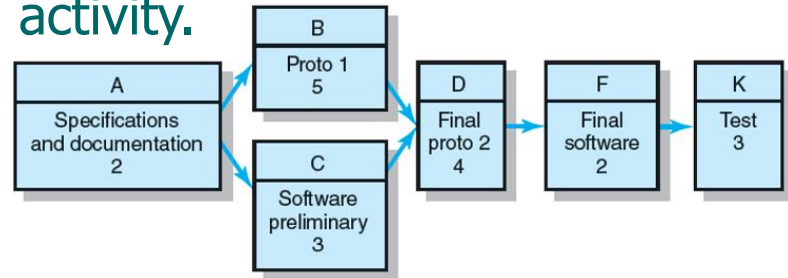 activity.
A
Specifications
and documentation
2
B
Proto 1
5
C
Software
preliminary
3
D
Final
proto 2
4
F
Final
software
2
K
Test
3